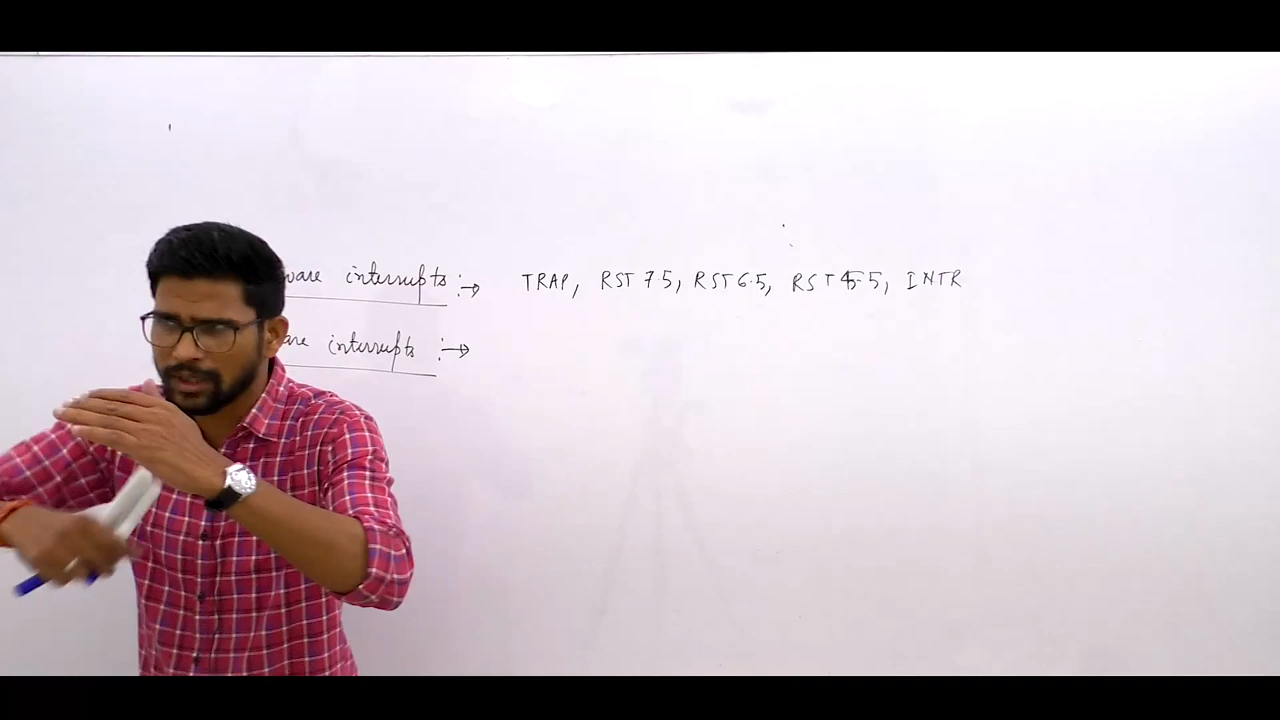 ware interrupts :→ TRAP, RST 7.5, RST 6.5, RST 5.5, INTR
are interrupts :→